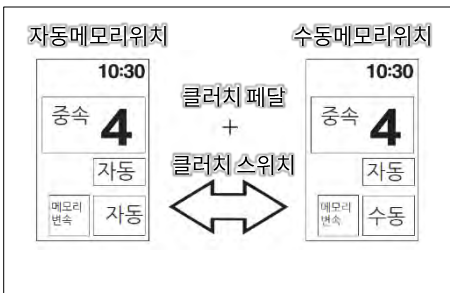 자동메모리위치
수동메모리위치
10:30
중속 4
자동
메모리
변속
자동
클러치 페달
+
클러치 스위치
10:30
중속 4
자동
메모리
변속
수동